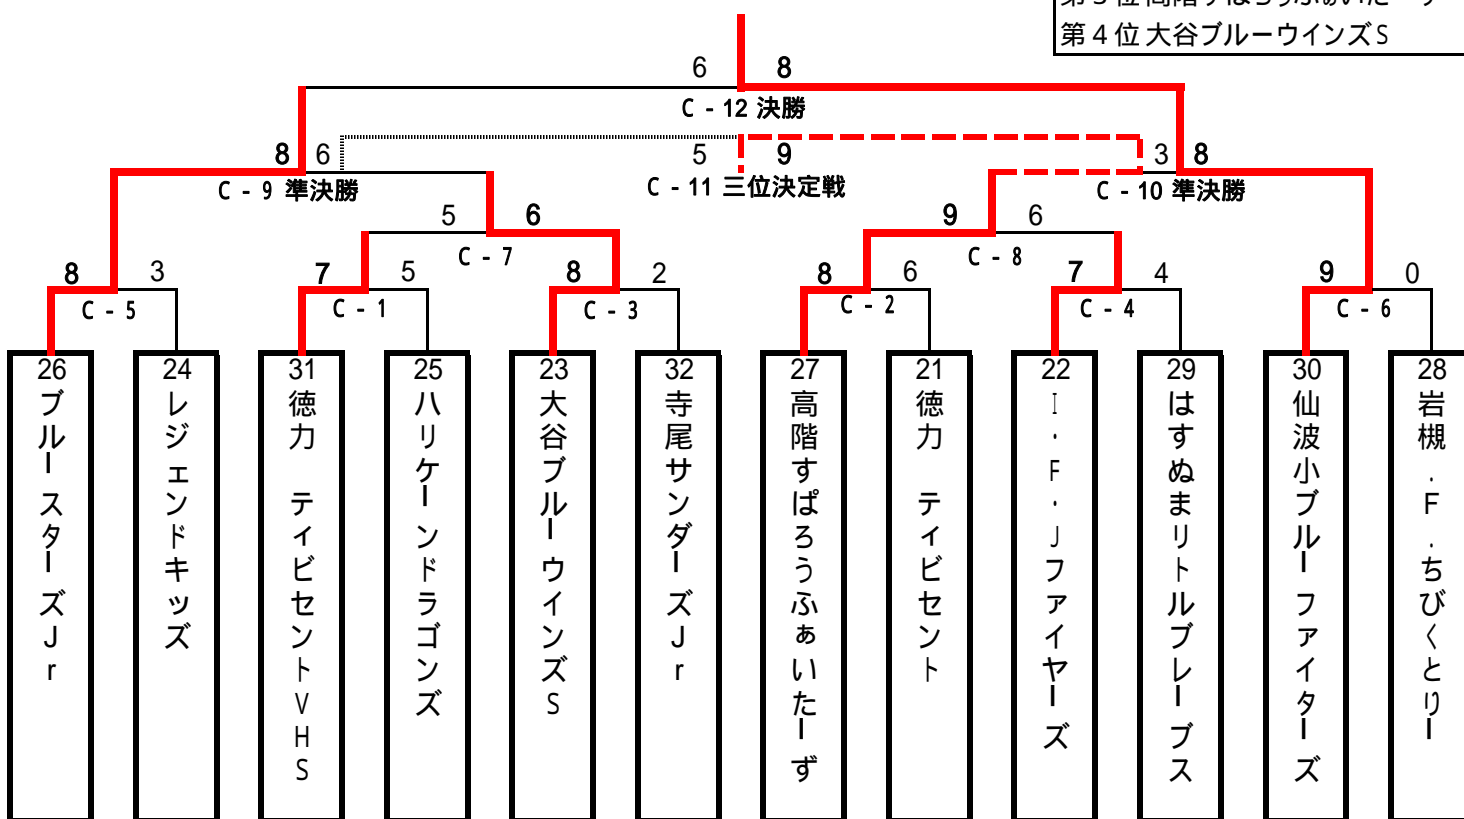 第4位 大谷ブルーウインズS
6 8
C - 12 決勝
8 6
5 9
3 8
C - 9 準決勝
C - 11 三位決定戦
C - 10 準決勝
5 6
9 6
C - 7
C - 8
8 3
7 5
8 2
8 6
7 4
9 0
C - 5
C - 1
C - 3
C - 2
C - 4
C - 6
26 ブルースターズJr
24 レジェンドキッズ
31 徳力 ティビセントVHS
25 ハリケーンドラゴンズ
23 大谷ブルーウインズS
32 寺尾サンダーズJr
27 高階すぱろうふぁいたーず
21 徳力 ティビセント
22 I・F・Jファイヤーズ
29 はすぬまリトルブレーブス
30 仙波小ブルーファイターズ
28 岩槻.F.ちびくとりー